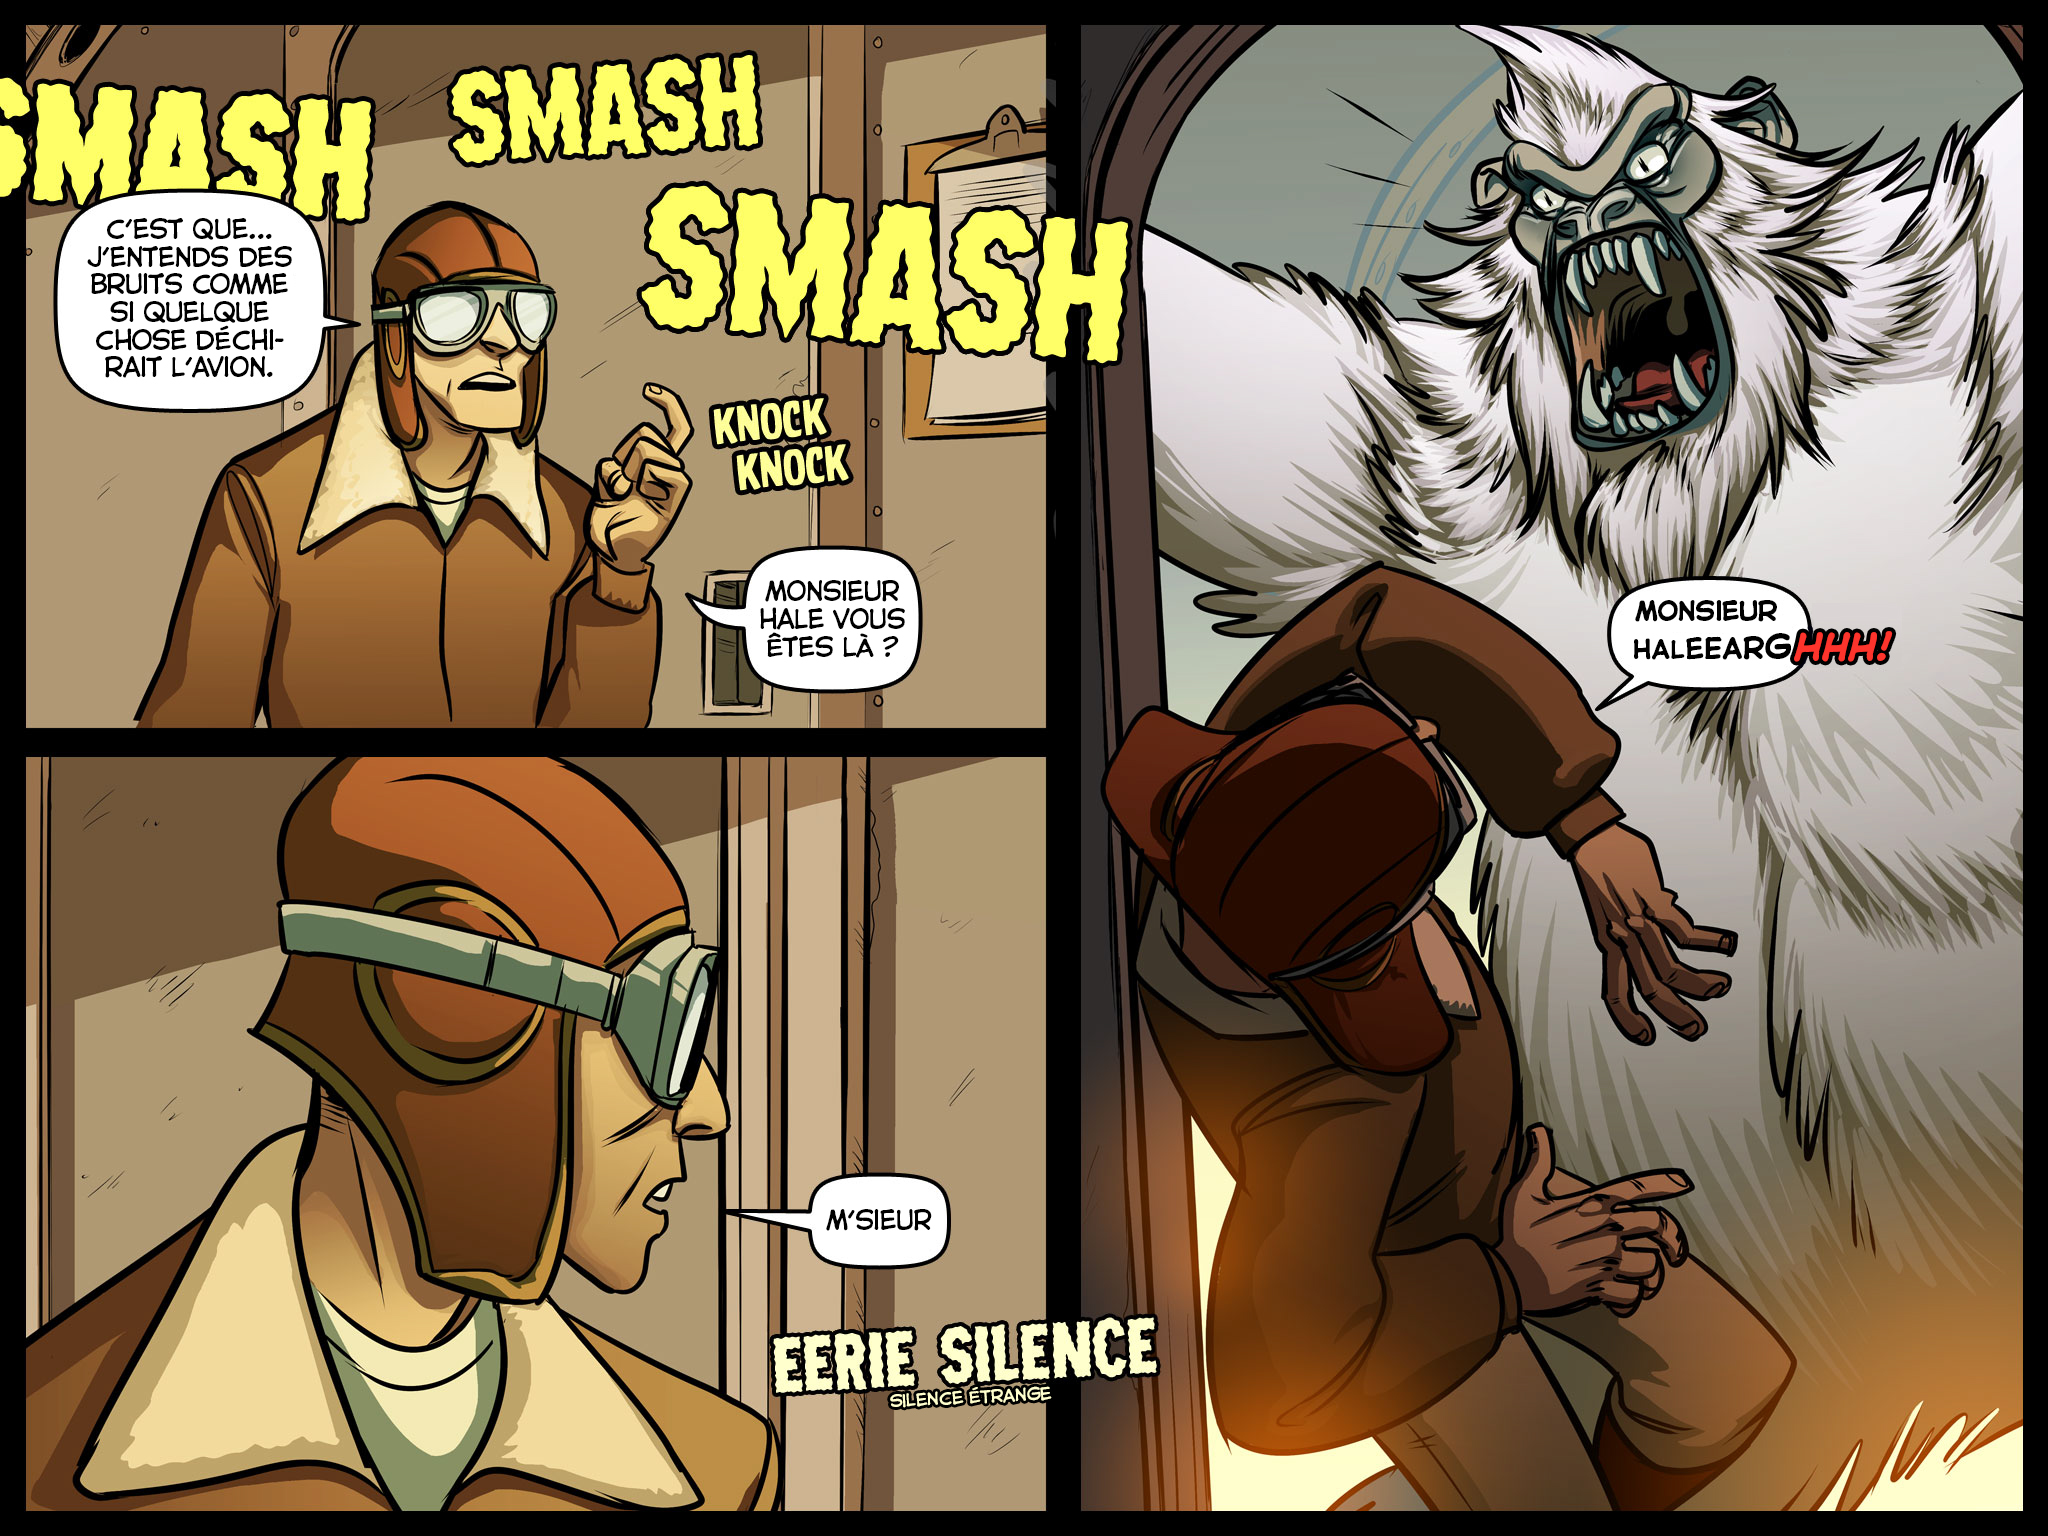 SMASH
SMASH
SMASH
C'EST QUE...
J'ENTENDS DES
BRUITS COMME
SI QUELQUE
CHOSE DÉCHI-
RAIT L'AVION.
KNOCK
KNOCK
MONSIEUR
HALE VOUS
ÊTES LÀ ?
M'SIEUR
EERIE SILENCE
SILENCE ÉTRANGE
MONSIEUR
HALEEARGHHH!